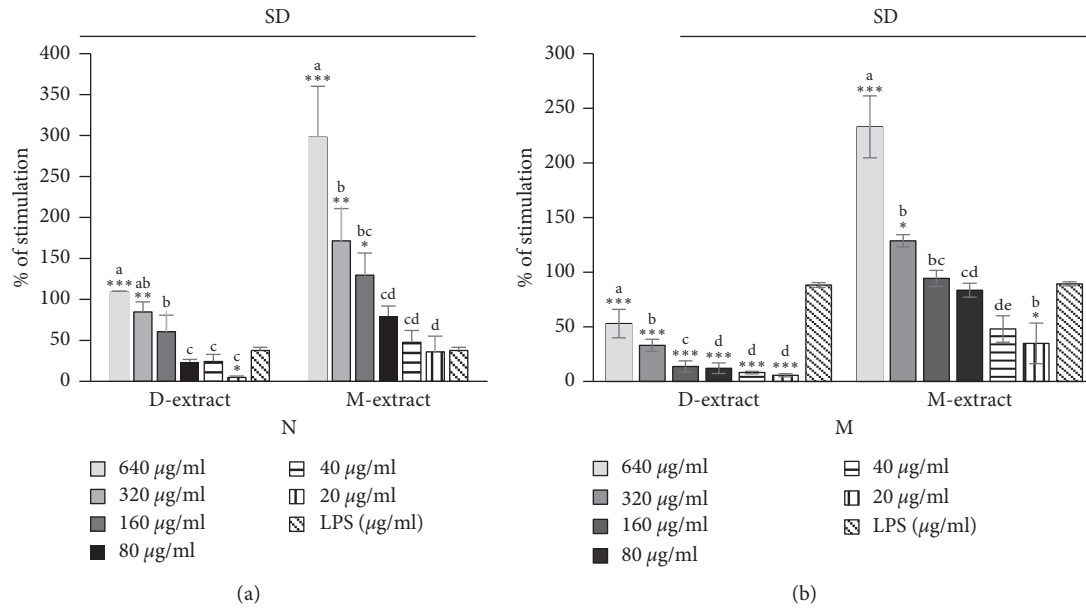 SD
400
350
300
250
200
150
100
50
0
% of stimulation
a
***
ab
**
b
c
c
c
*
a
***
b
**
bc
*
cd
cd
d
D-extract M-extract
N
640 µg/ml
320 µg/ml
160 µg/ml
80 µg/ml
40 µg/ml
20 µg/ml
LPS (µg/ml)
(a)
SD
300
250
200
150
100
50
0
% of stimulation
a
***
b
***
c
***
d
***
d
***
d
***
a
***
b
*
bc
cd
de
b
*
D-extract M-extract
M
640 µg/ml
320 µg/ml
160 µg/ml
80 µg/ml
40 µg/ml
20 µg/ml
LPS (µg/ml)
(b)